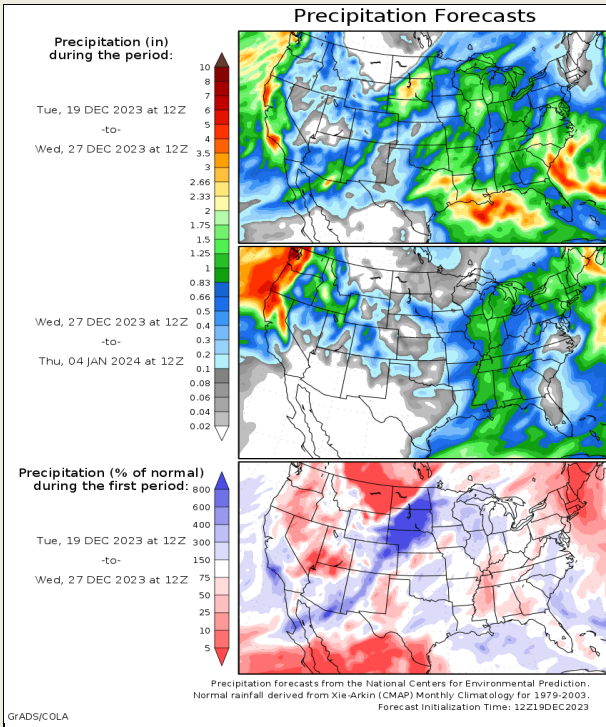 Precipitation Forecasts
Precipitation (in)
during the period:
Tue, 19 DEC 2023 at 12Z
-to-
Wed, 27 DEC 2023 at 12Z
10
8
7
6
5
4
3.5
3
2.66
2.33
2
1.75
1.5
1.25
1
0.83
0.66
0.5
0.4
0.3
0.2
0.1
0.08
0.06
0.04
0.02
Wed, 27 DEC 2023 at 12Z
-to-
Thu, 04 JAN 2024 at 12Z
Precipitation (% of normal)
during the first period:
Tue, 19 DEC 2023 at 12Z
-to-
Wed, 27 DEC 2023 at 12Z
800
600
400
300
150
75
50
25
10
5
Precipitation forecasts from the National Centers for Environmental Prediction.
Normal rainfall derived from Xie-Arkin (CMAP) Monthly Climatology for 1979-2003.
Forecast Initialization Time: 12Z19DEC2023
GrADS/COLA